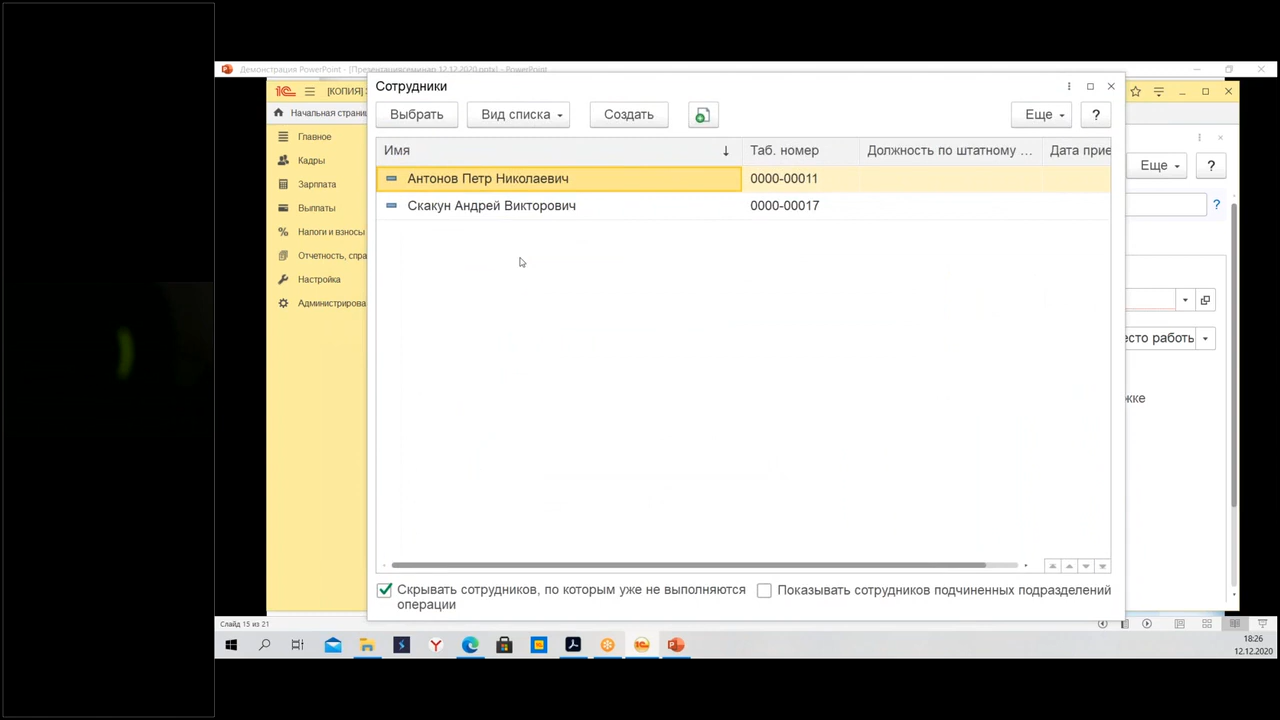 Демонстрация PowerPoint - [Презентациясеминар 12.12.2020.pptx] - PowerPoint
1С [КОПИЯ]
Начальная страниц
Главное
Кадры
Зарплата
Выплаты
Налоги и взносы
Отчетность, спра
Настройка
Администрирова
Сотрудники
Выбрать Вид списка Создать Еще ?
Имя Таб. номер Должность по штатному ... Дата прие
Антонов Петр Николаевич 0000-00011
Скакун Андрей Викторович 0000-00017
Скрывать сотрудников, по которым уже не выполняются
операции
Показывать сотрудников подчиненных подразделений
Еще ?
?
есто работь
жке
Слайд 15 из 21
18:26
12.12.2020